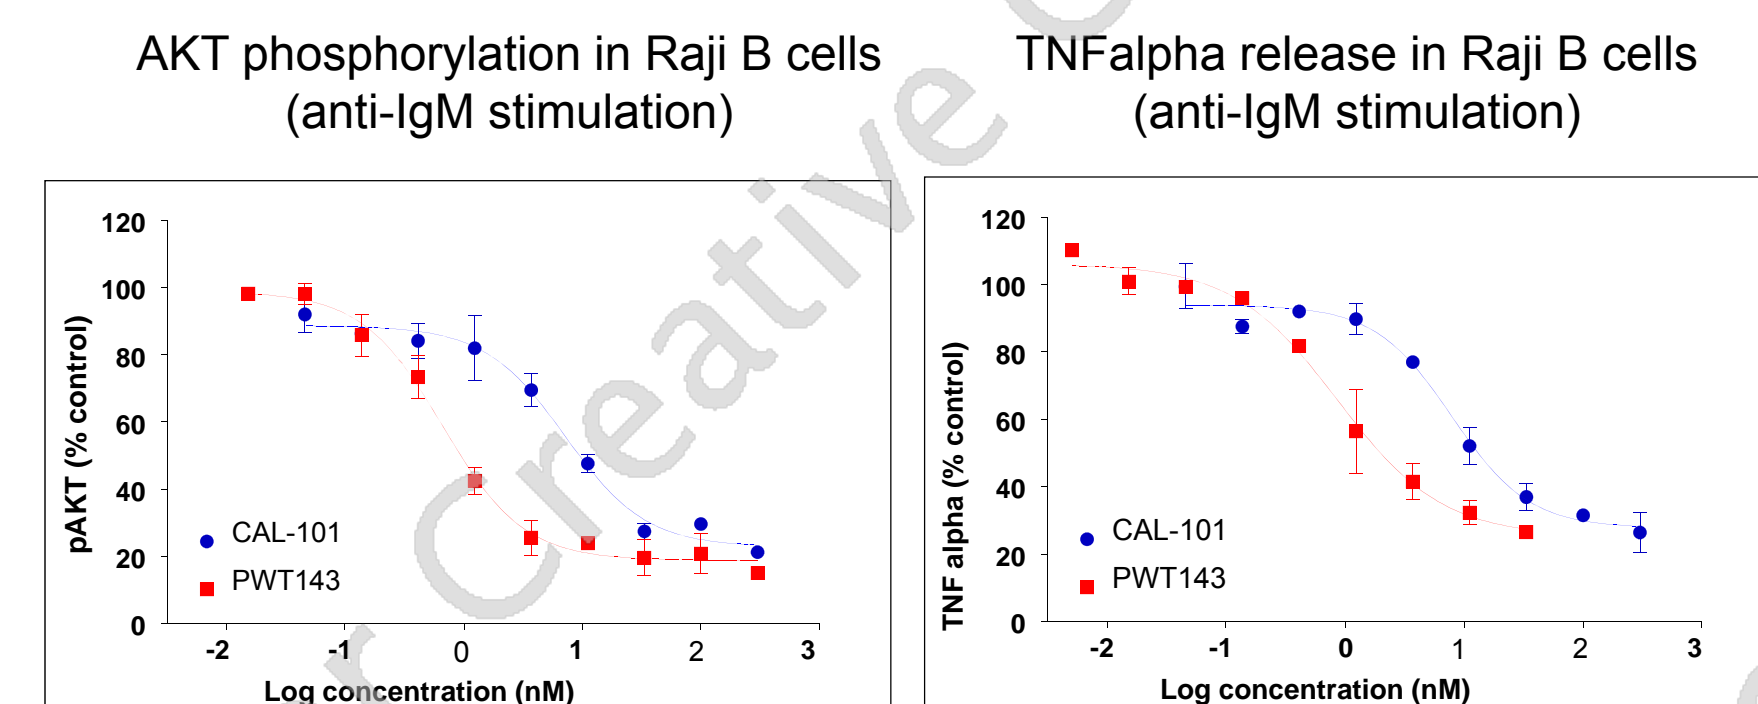 AKT phosphorylation in Raji B cells
(anti-IgM stimulation)
120
100
80
60
40
20
0
pAKT (% control)
CAL-101
PWT143
-2 -1 0 1 2 3
Log concentration (nM)
TNFalpha release in Raji B cells
(anti-IgM stimulation)
120
100
80
60
40
20
0
TNF alpha (% control)
CAL-101
PWT143
-2 -1 0 1 2 3
Log concentration (nM)
Creative